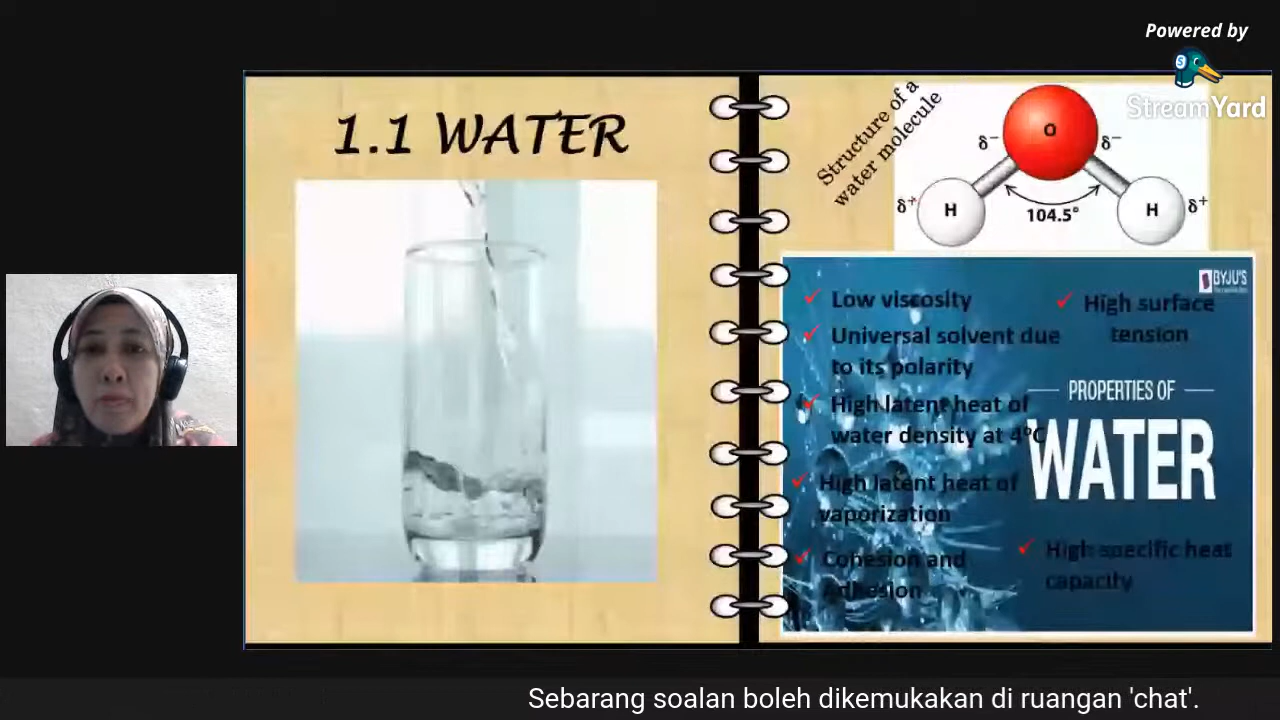 Powered by
StreamYard
1.1 WATER
Structure of a
water molecule
O
δ⁻ δ⁻
δ⁺ H H δ⁺
104.5°
BYJU'S
Low viscosity
Universal solvent due
to its polarity
High latent heat of
water density at 4°C
High latent heat of
vaporization
Cohesion and
Adhesion
High surface
tension
PROPERTIES OF
WATER
High specific heat
capacity
Sebarang soalan boleh dikemukakan di ruangan 'chat'.